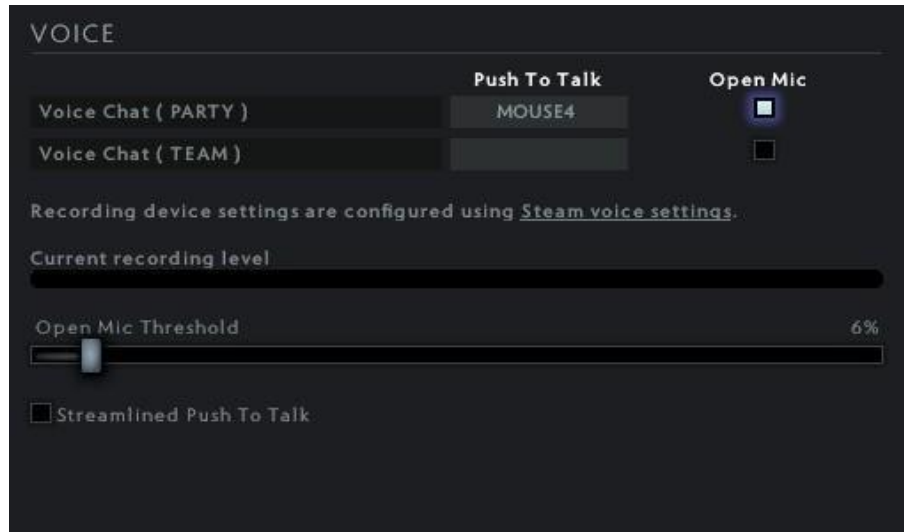 VOICE
Push To Talk Open Mic
Voice Chat ( PARTY ) MOUSE4
Voice Chat ( TEAM )
Recording device settings are configured using Steam voice settings.
Current recording level
Open Mic Threshold 6%
Streamlined Push To Talk